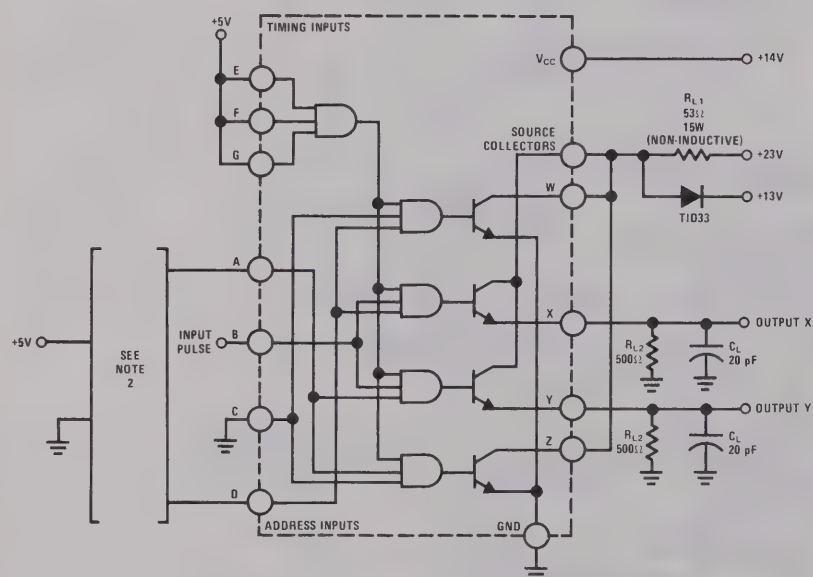 +5V
TIMING INPUTS
E
F
G
VCC
+14V
RL1
53Ω
15W
(NON-INDUCTIVE)
SOURCE
COLLECTORS
+23V
W
+13V
TID33
A
+5V
SEE
NOTE
2
INPUT
PULSE
B
X
OUTPUT X
RL2
500Ω
CL
20 pF
C
Y
OUTPUT Y
RL2
500Ω
CL
20 pF
Z
D
ADDRESS INPUTS
GND